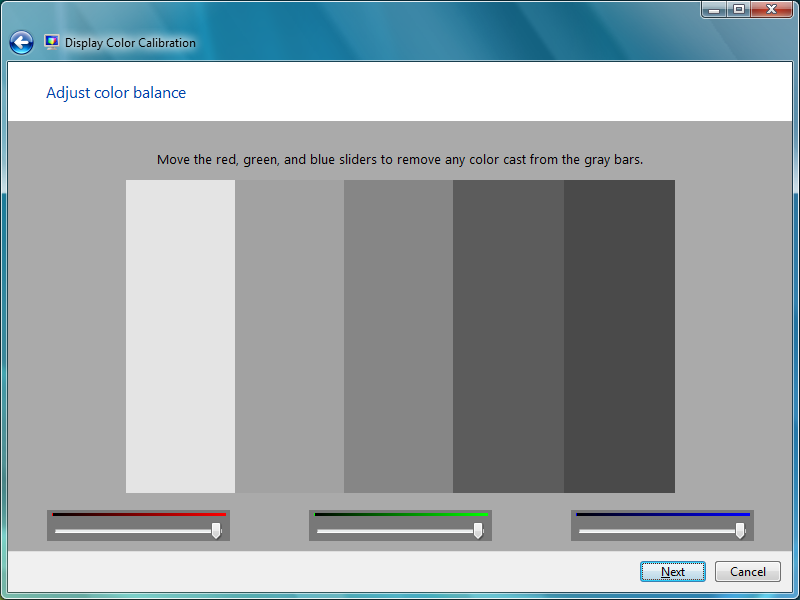 Display Color Calibration
Adjust color balance
Move the red, green, and blue sliders to remove any color cast from the gray bars.
Next
Cancel